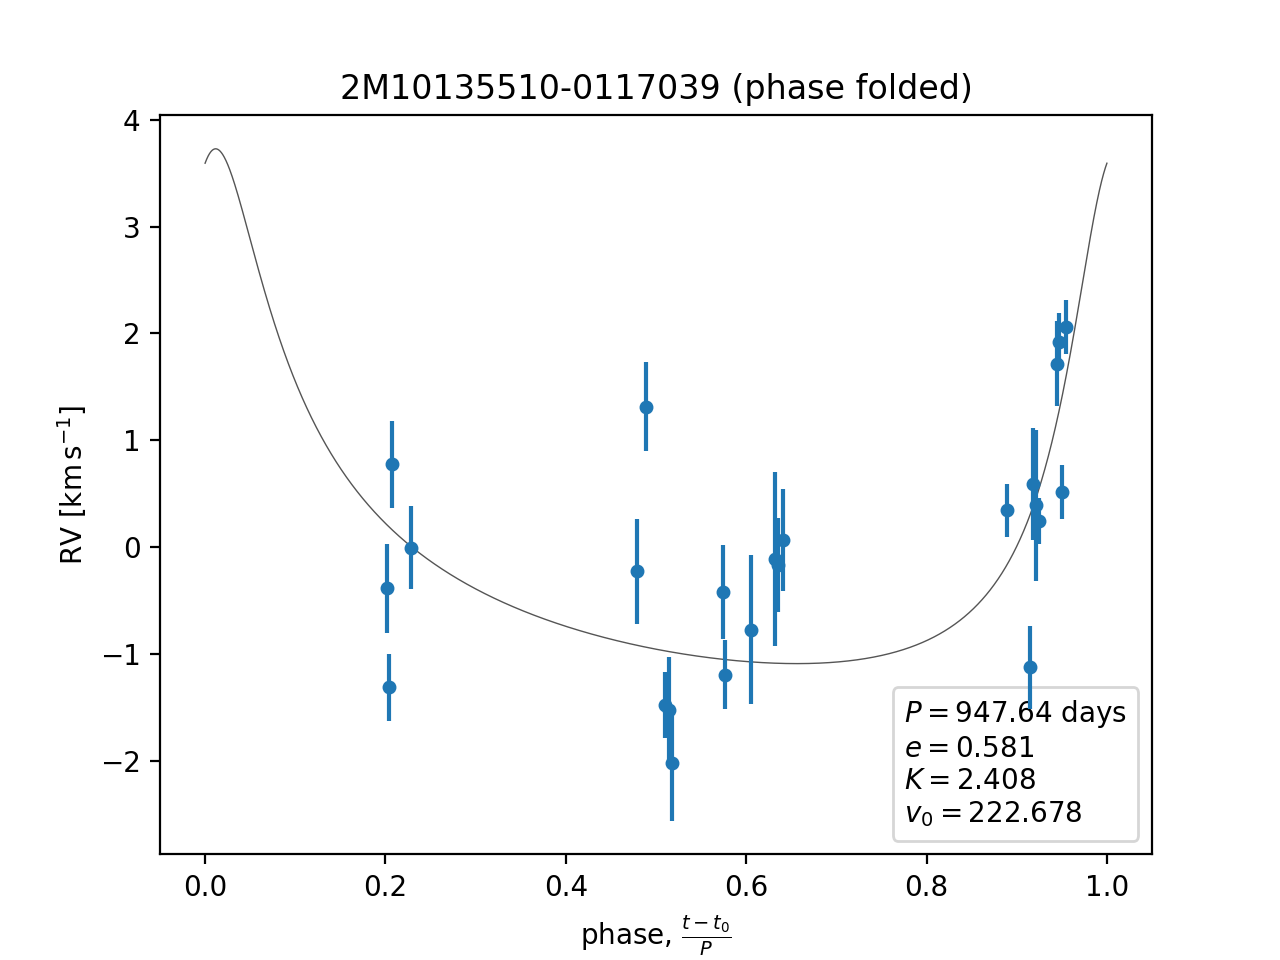 2M10135510-0117039 (phase folded)
4
3
2
1
0
−1
−2
RV [km s⁻¹]
P = 947.64 days
e = 0.581
K = 2.408
v₀ = 222.678
0.0 0.2 0.4 0.6 0.8 1.0
phase, (t − t₀)/P